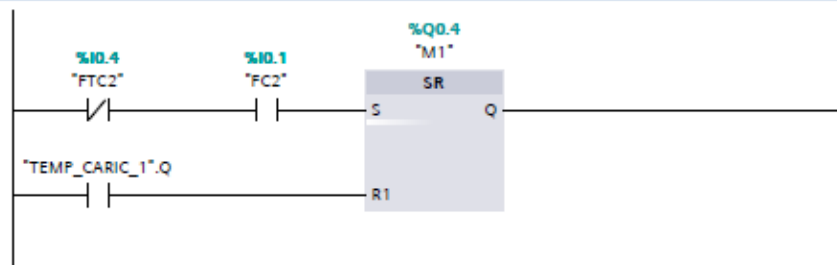 %Q0.4
"M1"
%I0.4
"FTC2"
%I0.1
"FC2"
SR
S
Q
"TEMP_CARIC_1".Q
R1